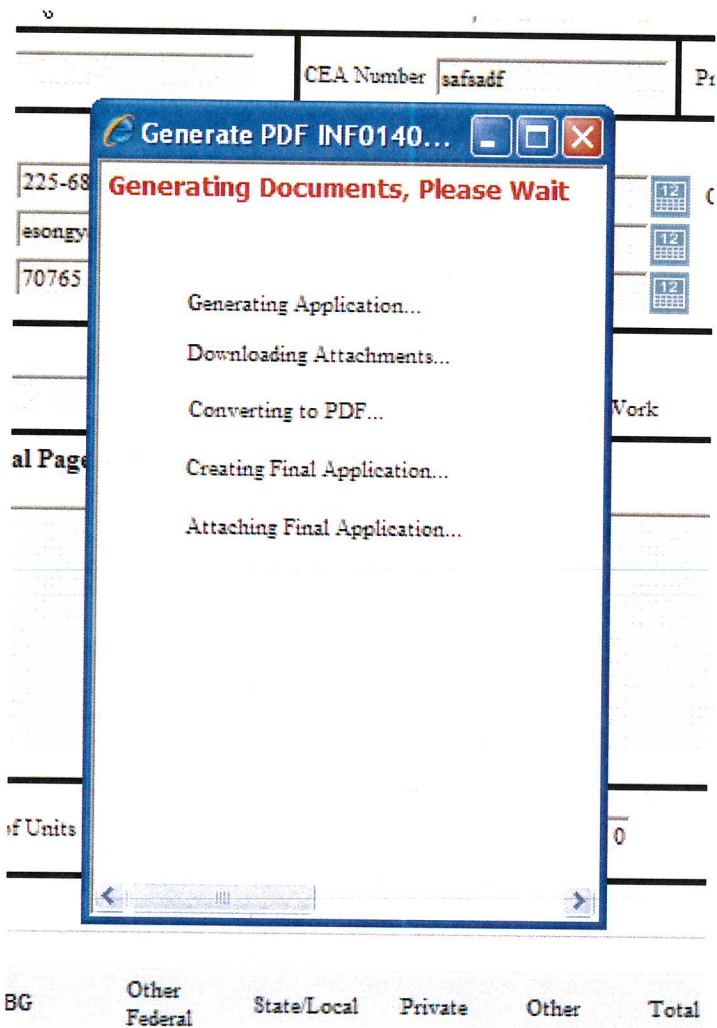 CEA Number safsadf
Generate PDF INF0140...
Generating Documents, Please Wait
225-68
esongy
70765
Generating Application...
Downloading Attachments...
Converting to PDF...
Work
al Page
Creating Final Application...
Attaching Final Application...
of Units
0
BG Other Federal State/Local Private Other Total